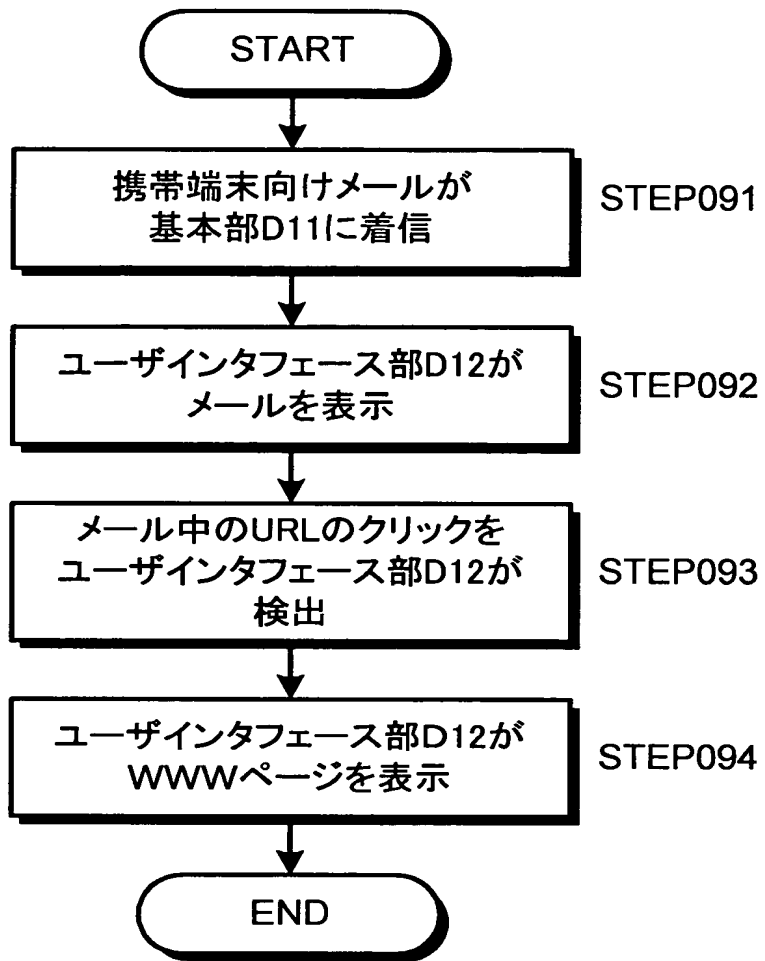 START
携帯端末向けメールが
基本部D11に着信
STEP091
ユーザインタフェース部D12が
メールを表示
STEP092
メール中のURLのクリックを
ユーザインタフェース部D12が
検出
STEP093
ユーザインタフェース部D12が
WWWページを表示
STEP094
END